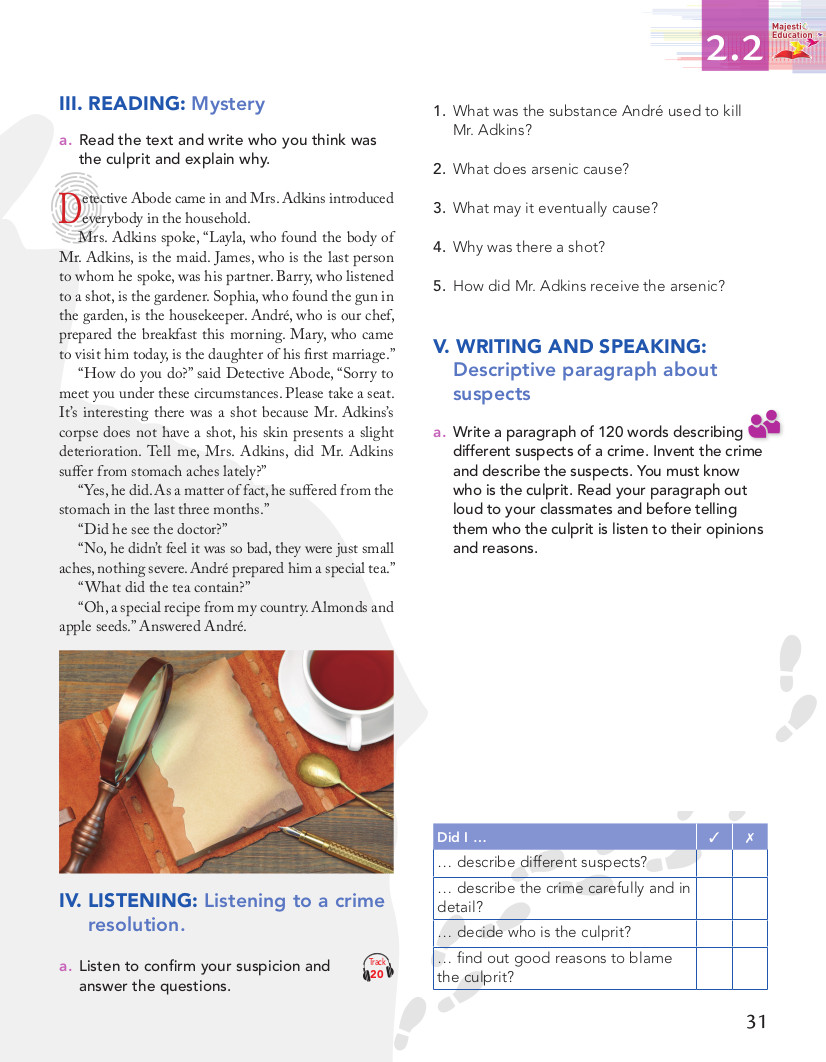 2.2
Majesti
Education
III. READING: Mystery
a. Read the text and write who you think was
the culprit and explain why.
Detective Abode came in and Mrs. Adkins introduced
everybody in the household.
Mrs. Adkins spoke, “Layla, who found the body of
Mr. Adkins, is the maid. James, who is the last person
to whom he spoke, was his partner. Barry, who listened
to a shot, is the gardener. Sophia, who found the gun in
the garden, is the housekeeper. André, who is our chef,
prepared the breakfast this morning. Mary, who came
to visit him today, is the daughter of his first marriage.”
“How do you do?” said Detective Abode, “Sorry to
meet you under these circumstances. Please take a seat.
It’s interesting there was a shot because Mr. Adkins’s
corpse does not have a shot, his skin presents a slight
deterioration. Tell me, Mrs. Adkins, did Mr. Adkins
suffer from stomach aches lately?”
“Yes, he did. As a matter of fact, he suffered from the
stomach in the last three months.”
“Did he see the doctor?”
“No, he didn’t feel it was so bad, they were just small
aches, nothing severe. André prepared him a special tea.”
“What did the tea contain?”
“Oh, a special recipe from my country. Almonds and
apple seeds.” Answered André.
IV. LISTENING: Listening to a crime
resolution.
a. Listen to confirm your suspicion and
answer the questions.
Track
20
1. What was the substance André used to kill
Mr. Adkins?
2. What does arsenic cause?
3. What may it eventually cause?
4. Why was there a shot?
5. How did Mr. Adkins receive the arsenic?
V. WRITING AND SPEAKING:
Descriptive paragraph about
suspects
a. Write a paragraph of 120 words describing
different suspects of a crime. Invent the crime
and describe the suspects. You must know
who is the culprit. Read your paragraph out
loud to your classmates and before telling
them who the culprit is listen to their opinions
and reasons.
Did I … ✓ ✗
… describe different suspects?
… describe the crime carefully and in
detail?
… decide who is the culprit?
… find out good reasons to blame
the culprit?
31